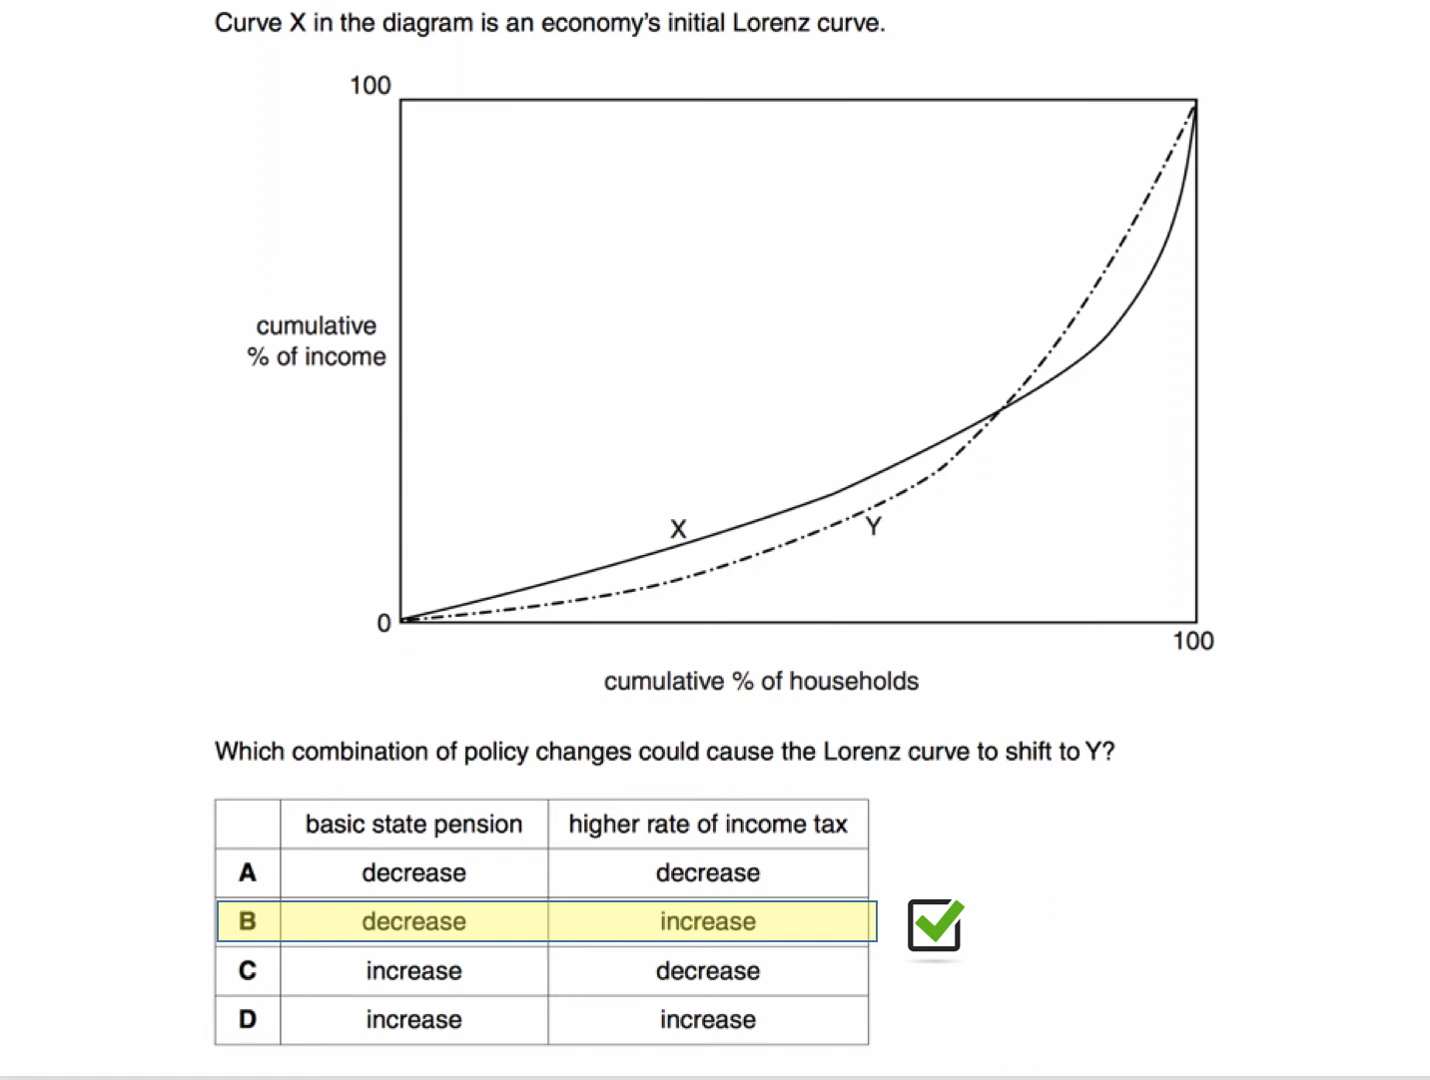 Curve X in the diagram is an economy's initial Lorenz curve.
100
cumulative
% of income
X
Y
0
100
cumulative % of households
Which combination of policy changes could cause the Lorenz curve to shift to Y?
basic state pension higher rate of income tax
A decrease decrease
B decrease increase
C increase decrease
D increase increase